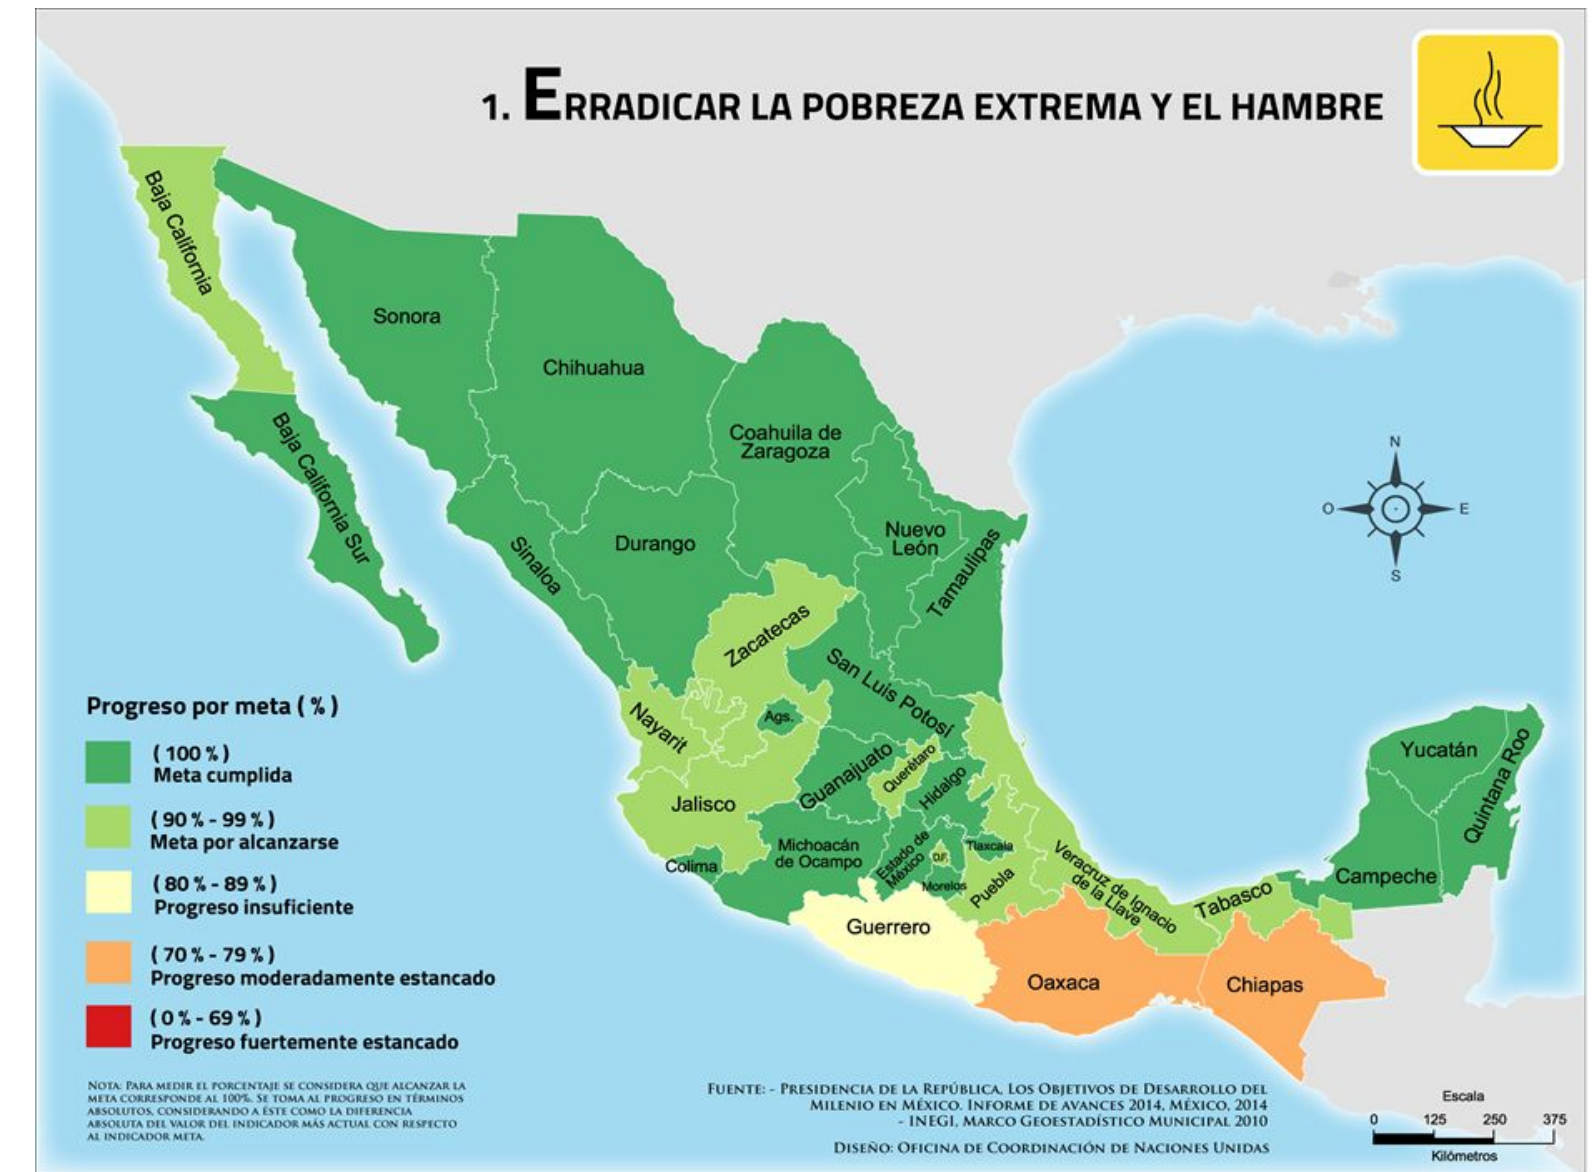 1. ERRADICAR LA POBREZA EXTREMA Y EL HAMBRE
Baja California
Sonora
Chihuahua
Coahuila de
Zaragoza
Baja California Sur
Nuevo
León
Tamaulipas
Sinaloa
Durango
Zacatecas
San Luis Potosí
Nayarit
Ags.
Guanajuato
Querétaro
Hidalgo
Jalisco
Colima
Michoacán
de Ocampo
Estado de
México
D.F.
Tlaxcala
Morelos
Puebla
Veracruz de Ignacio
de la Llave
Guerrero
Oaxaca
Chiapas
Tabasco
Campeche
Yucatán
Quintana Roo
N
O
E
S
Progreso por meta ( % )
( 100 % )
Meta cumplida
( 90 % - 99 % )
Meta por alcanzarse
( 80 % - 89 % )
Progreso insuficiente
( 70 % - 79 % )
Progreso moderadamente estancado
( 0 % - 69 % )
Progreso fuertemente estancado
NOTA: PARA MEDIR EL PORCENTAJE SE CONSIDERA QUE ALCANZAR LA
META CORRESPONDE AL 100%. SE TOMA AL PROGRESO EN TÉRMINOS
ABSOLUTOS, CONSIDERANDO A ÉSTE COMO LA DIFERENCIA
ABSOLUTA DEL VALOR DEL INDICADOR MÁS ACTUAL CON RESPECTO
AL INDICADOR META.
FUENTE: - PRESIDENCIA DE LA REPÚBLICA, LOS OBJETIVOS DE DESARROLLO DEL
MILENIO EN MÉXICO. INFORME DE AVANCES 2014, MÉXICO, 2014
- INEGI, MARCO GEOESTADÍSTICO MUNICIPAL 2010
DISEÑO: OFICINA DE COORDINACIÓN DE NACIONES UNIDAS
Escala
0 125 250 375
Kilómetros